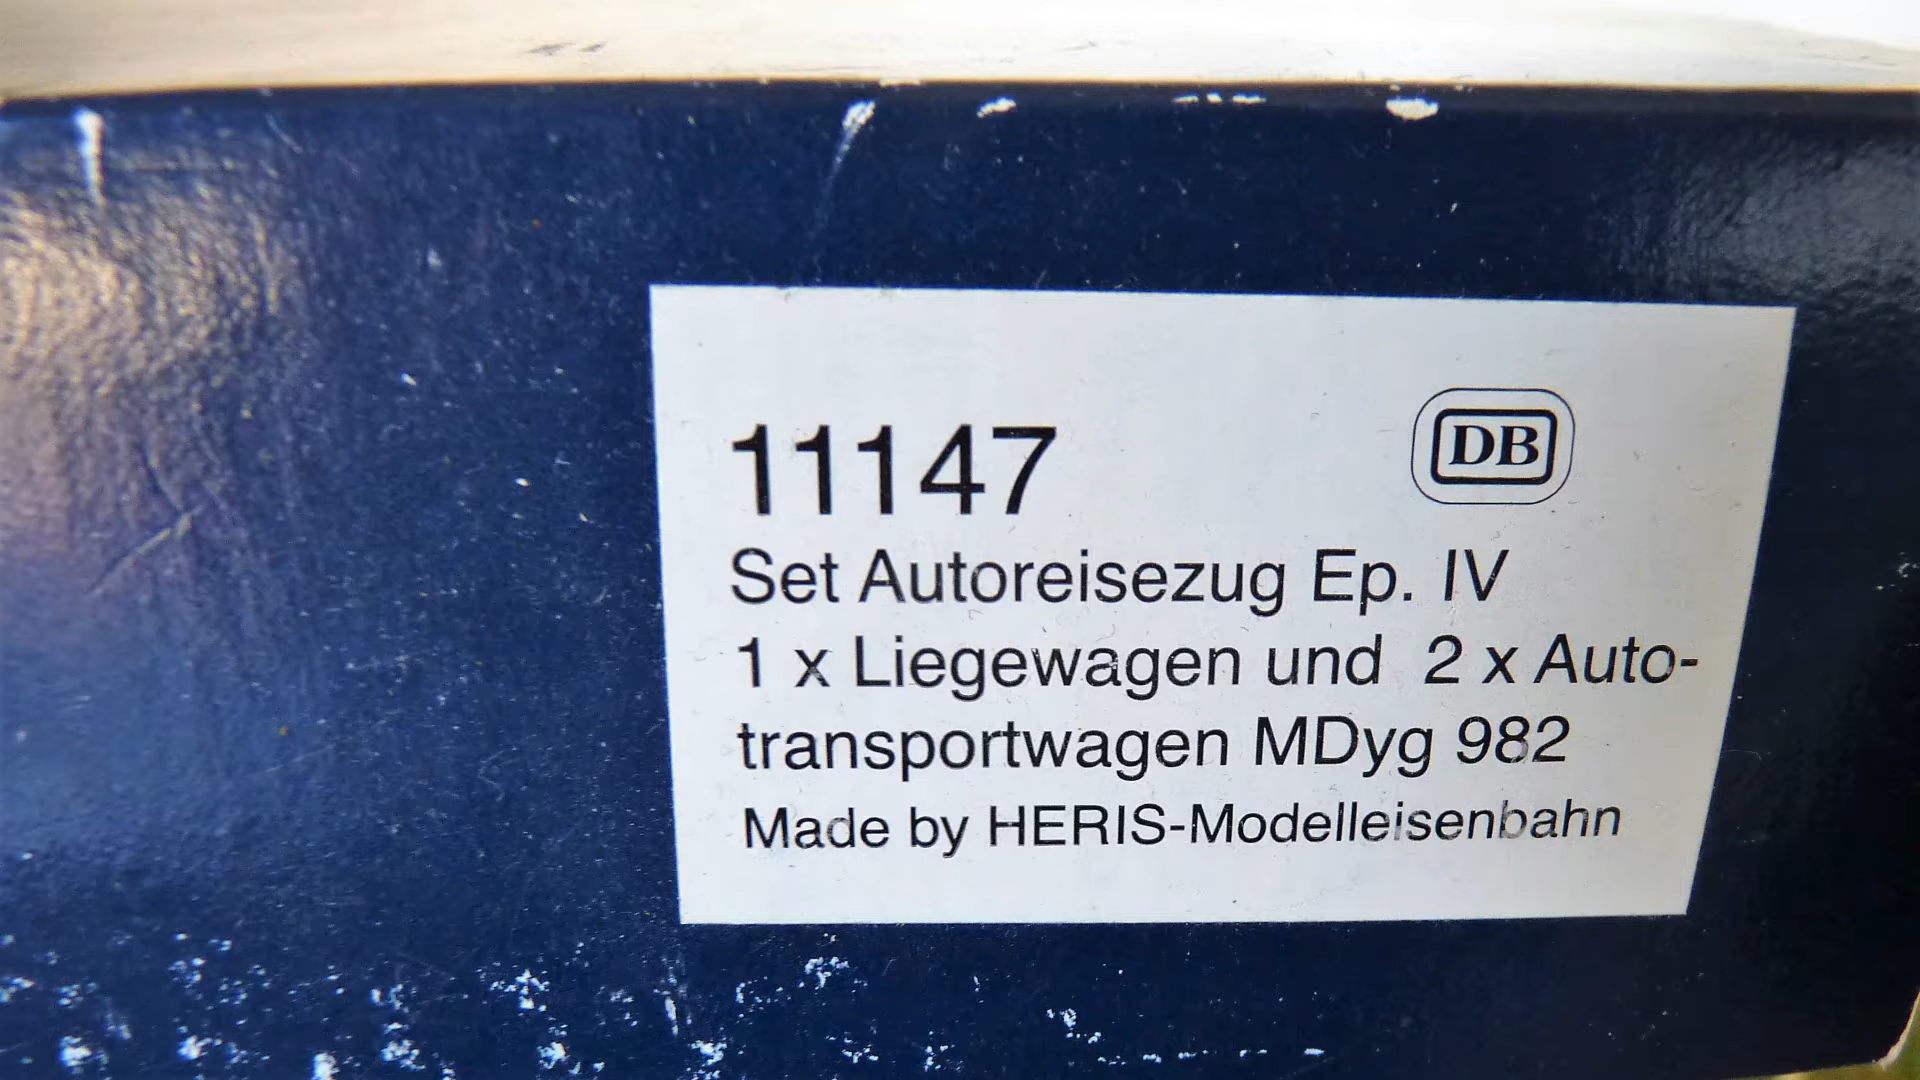 11147
DB
Set Autoreisezug Ep. IV
1 x Liegewagen und 2 x Auto-
transportwagen MDyg 982
Made by HERIS-Modelleisenbahn